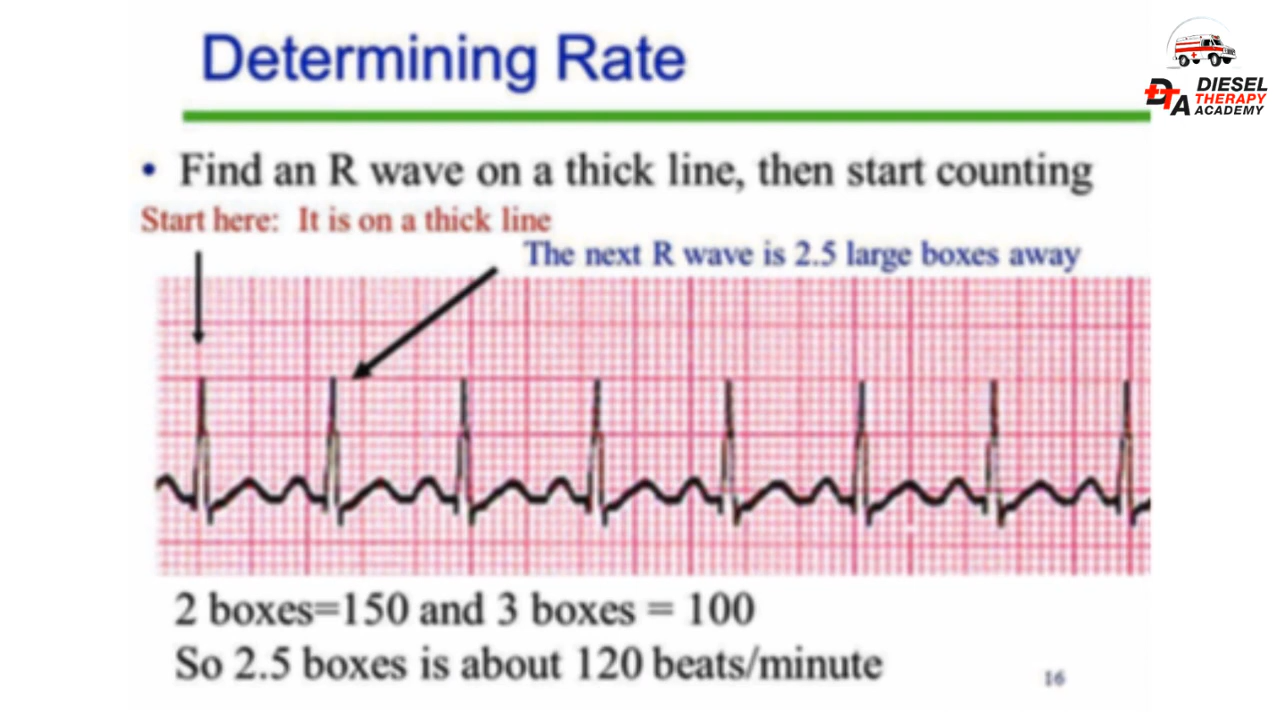 Determining Rate
DIESEL
THERAPY
ACADEMY
DTA
• Find an R wave on a thick line, then start counting
Start here: It is on a thick line
The next R wave is 2.5 large boxes away
2 boxes=150 and 3 boxes = 100
So 2.5 boxes is about 120 beats/minute
16